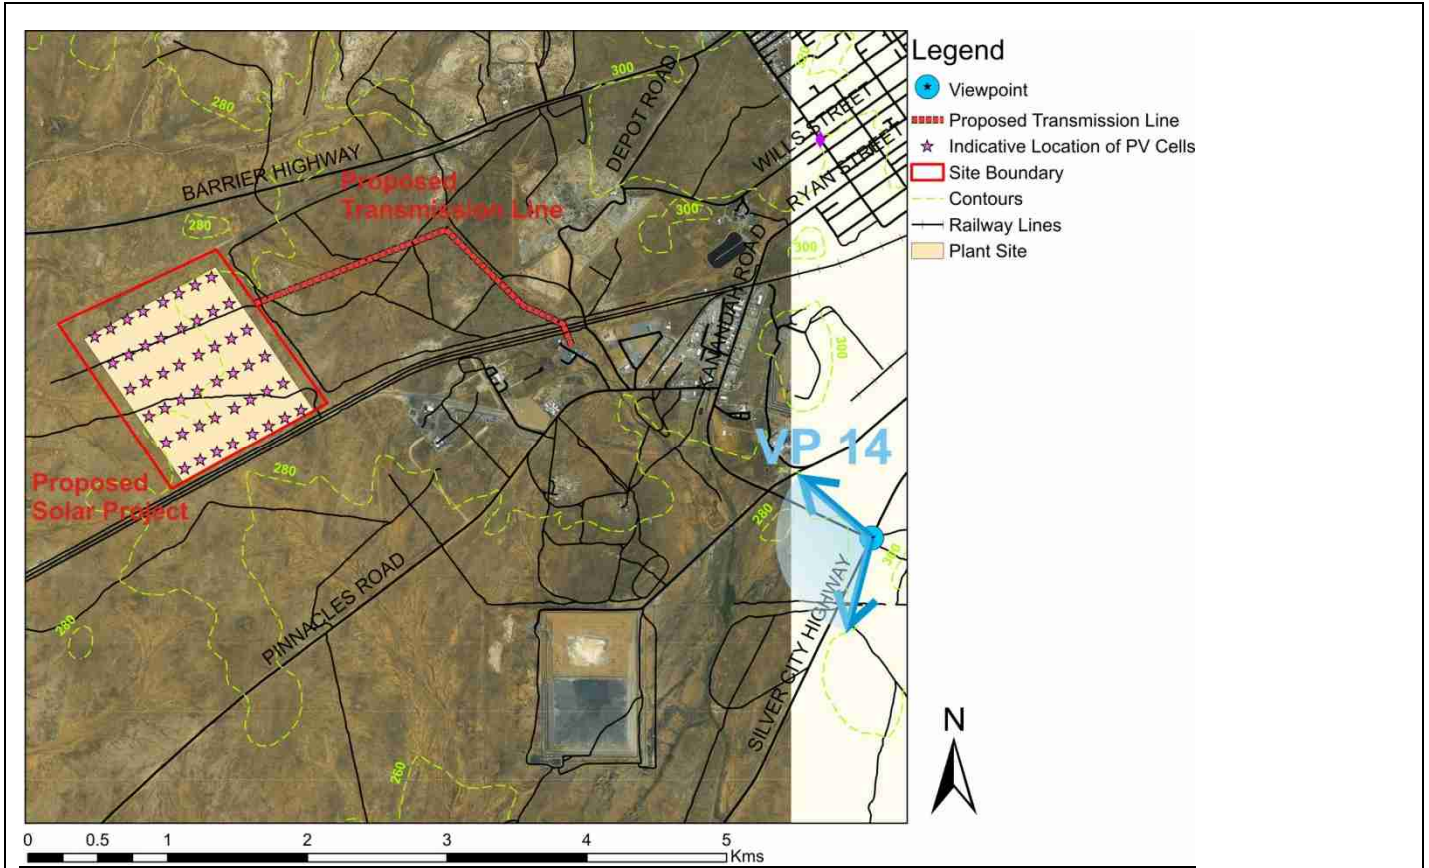 300
280
DEPOT ROAD
WILLS STREET
RYAN STREET
BARRIER HIGHWAY
Proposed
Transmission Line
280
300
300
KANANDAH ROAD
300
VP 14
280
280
Proposed
Solar Project
300
PINNACLES ROAD
SILVER CITY HIGHWAY
280
260
Legend
Viewpoint
Proposed Transmission Line
Indicative Location of PV Cells
Site Boundary
Contours
Railway Lines
Plant Site
N
0 0.5 1 2 3 4 5
Kms